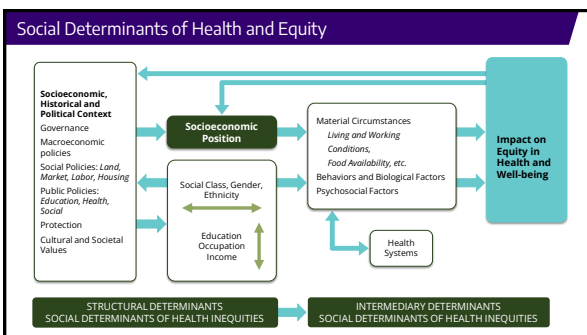 Social Determinants of Health and Equity
Socioeconomic,
Historical and
Political Context
Governance
Macroeconomic
policies
Social Policies: Land,
Market, Labor, Housing
Public Policies:
Education, Health,
Social
Protection
Cultural and Societal
Values
Socioeconomic
Position
Social Class, Gender,
Ethnicity
Education
Occupation
Income
Material Circumstances
Living and Working
Conditions,
Food Availability, etc.
Behaviors and Biological Factors
Psychosocial Factors
Health
Systems
Impact on
Equity in
Health and
Well-being
STRUCTURAL DETERMINANTS
SOCIAL DETERMINANTS OF HEALTH INEQUITIES
INTERMEDIARY DETERMINANTS
SOCIAL DETERMINANTS OF HEALTH INEQUITIES